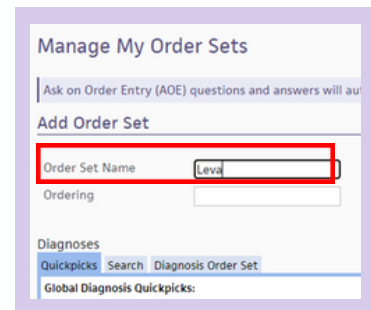 Manage My Order Sets
Ask on Order Entry (AOE) questions and answers will
Add Order Set
Order Set Name Leva
Ordering
Diagnoses
Quickpicks Search Diagnosis Order Set
Global Diagnosis Quickpicks: